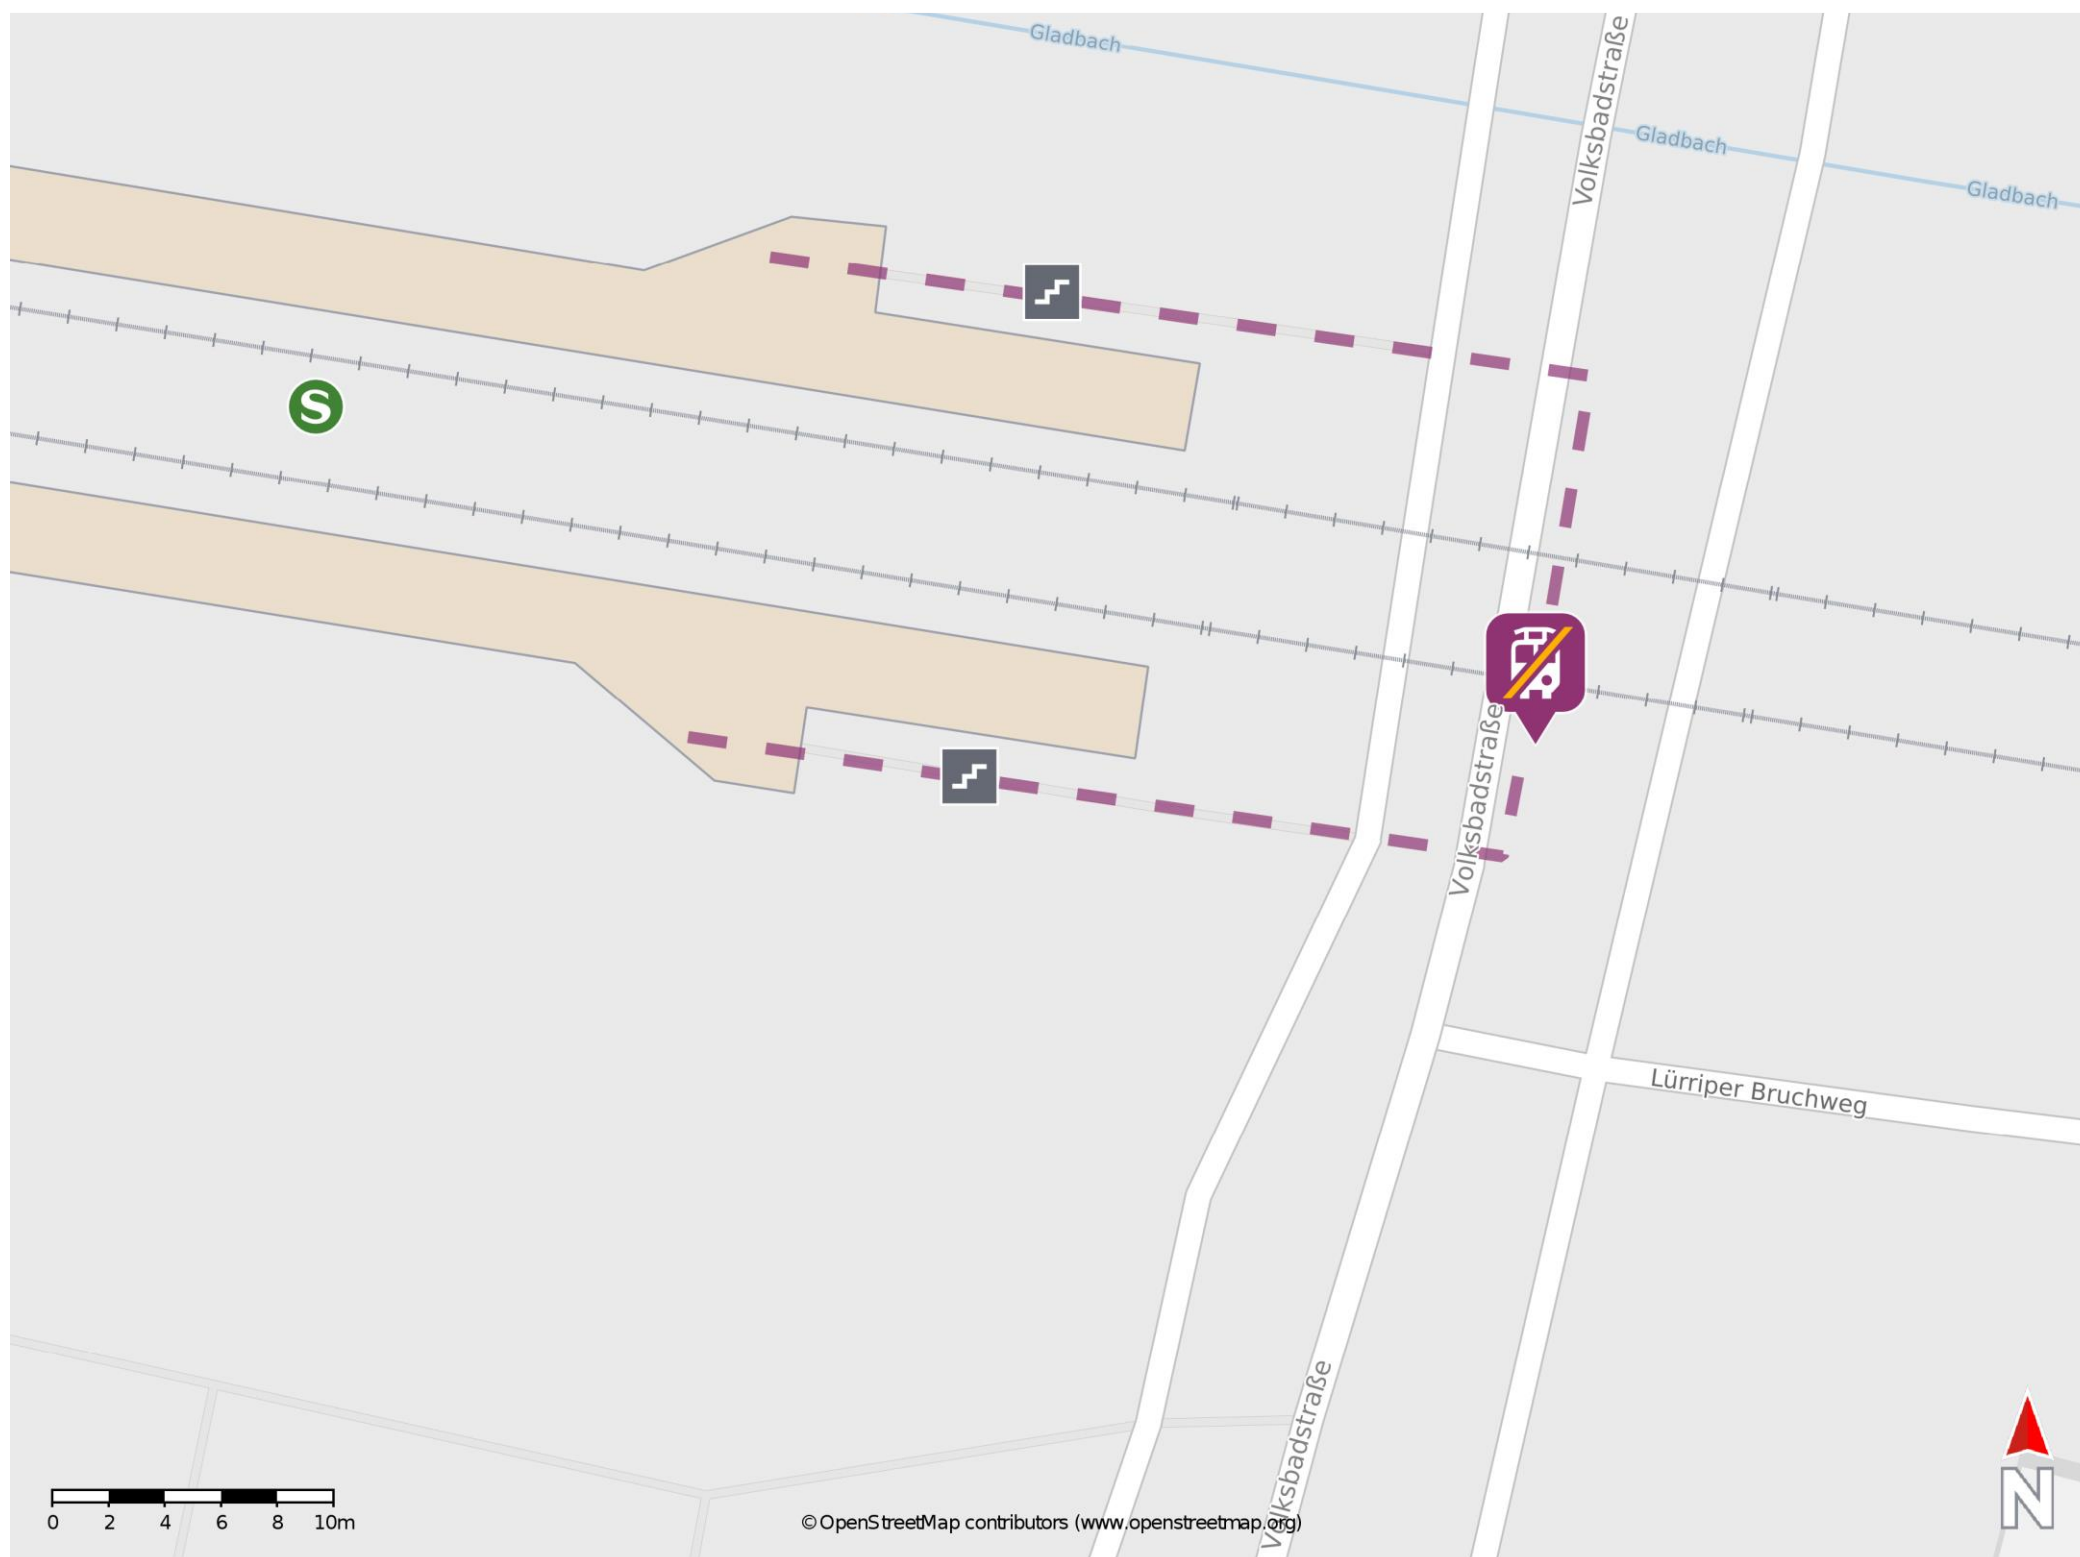 Gladbach
Volksbadstraße
Gladbach
Gladbach
S
Volksbadstraße
Lürriper Bruchweg
Volksbadstraße
0 2 4 6 8 10m
©OpenStreetMap contributors (www.openstreetmap.org)
N